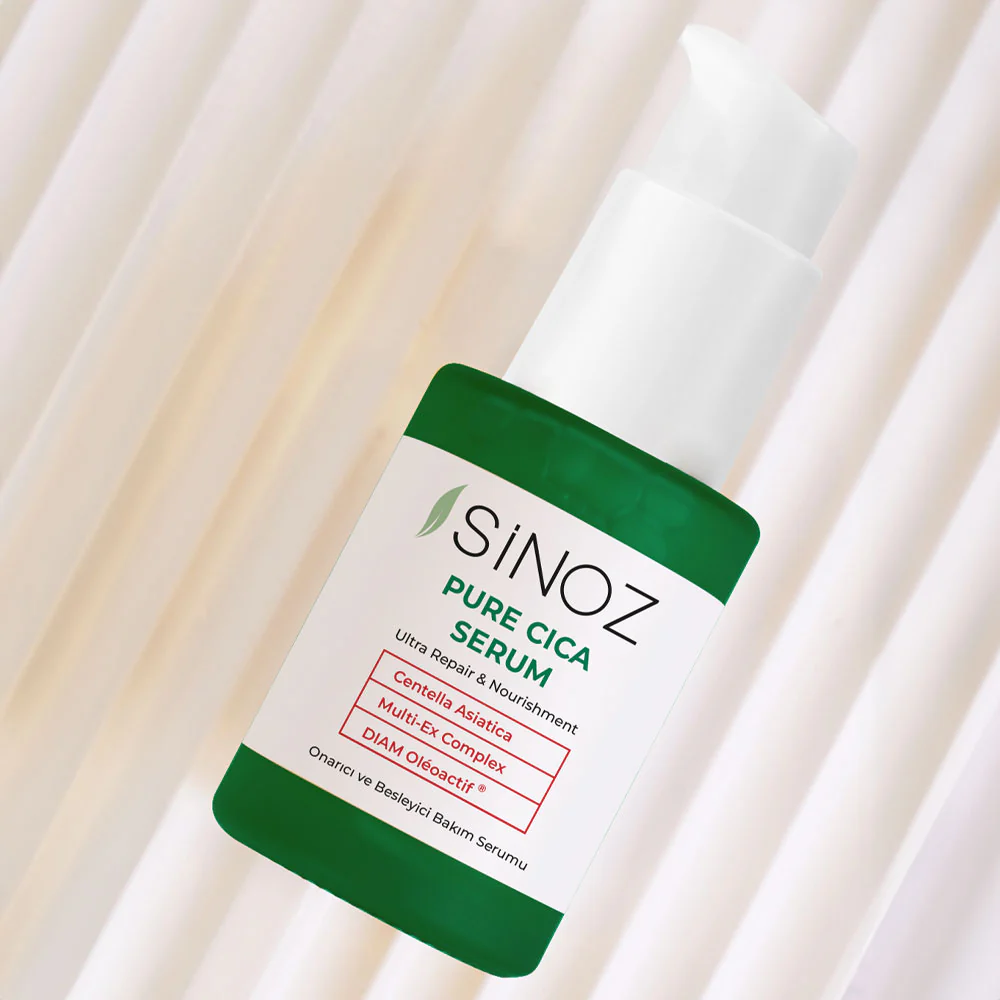 SiNOZ
PURE CICA
SERUM
Ultra Repair & Nourishment
Centella Asiatica
Multi-Ex Complex
DIAM Oléoactif ®
Onarıcı ve Besleyici Bakım Serumu